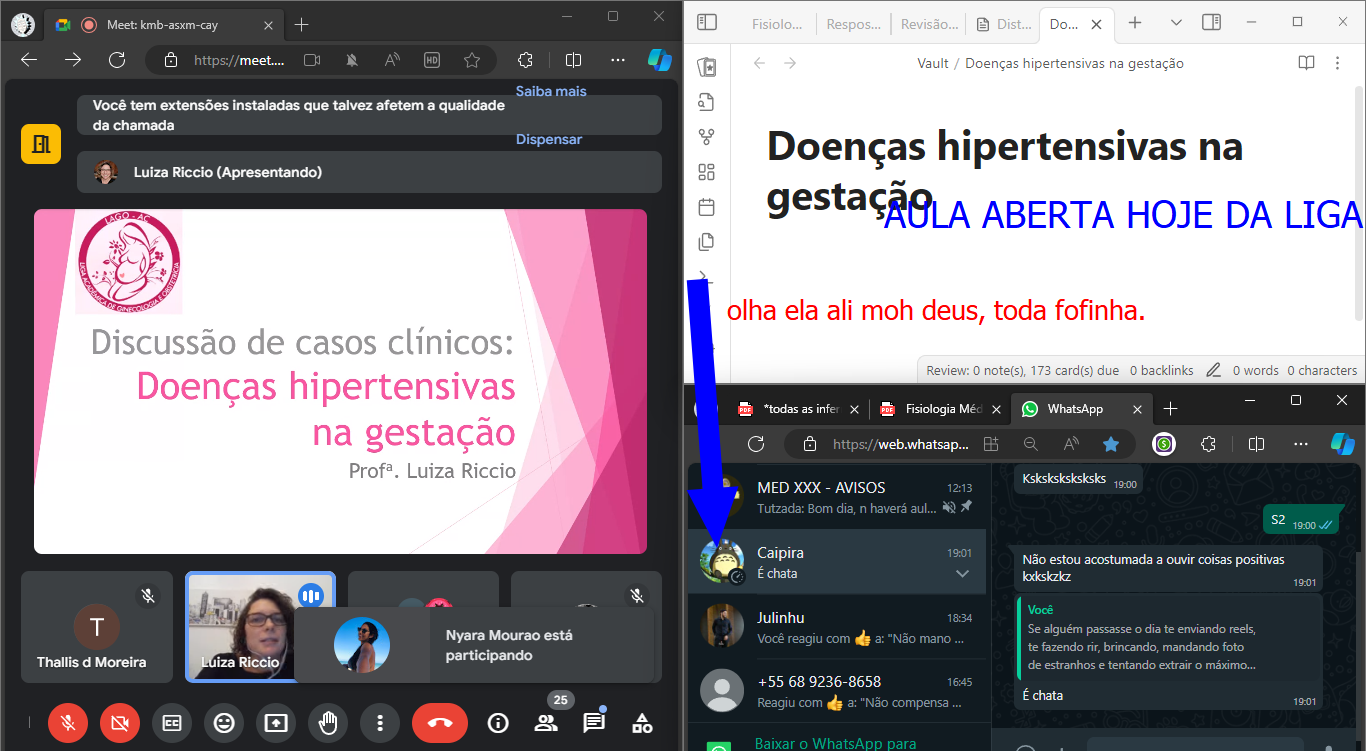 Meet: kmb-asxm-cay
https://meet....
HD
Você tem extensões instaladas que talvez afetem a qualidade
da chamada
Saiba mais
Dispensar
Luiza Riccio (Apresentando)
LAGO - AC
LIGA ACADÊMICA DE GINECOLOGIA E OBSTETRÍCIA
Discussão de casos clínicos:
Doenças hipertensivas
na gestação
Profª. Luiza Riccio
T
Thallis d Moreira
Luiza Riccio
Nyara Mourao está
participando
25
Fisiolo...
Respos...
Revisão...
Dist...
Do...
Vault / Doenças hipertensivas na gestação
Doenças hipertensivas na
gestação
AULA ABERTA HOJE DA LIGA
olha ela ali moh deus, toda fofinha.
Review: 0 note(s), 173 card(s) due 0 backlinks 0 words 0 characters
PDF *todas as infer
PDF Fisiologia Méd
WhatsApp
https://web.whatsap...
MED XXX - AVISOS 12:13
Tutzada: Bom dia, n haverá aul...
Caipira 19:01
É chata
Julinhu 18:34
Você reagiu com 👍 a: "Não mano ...
+55 68 9236-8658 16:45
Reagiu com 👍 a: "Não compensa ...
Baixar o WhatsApp para
Ksksksksksksks 19:00
S2 19:00
Não estou acostumada a ouvir coisas positivas
kxkskzkz 19:01
Você
Se alguém passasse o dia te enviando reels,
te fazendo rir, brincando, mandando foto
de estranhos e tentando extrair o máximo...
É chata 19:01